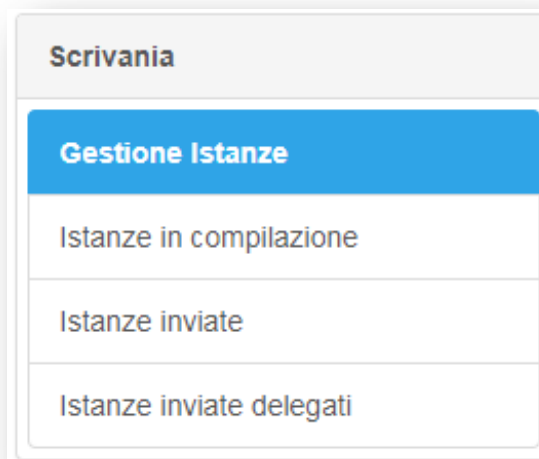 Scrivania
Gestione Istanze
Istanze in compilazione
Istanze inviate
Istanze inviate delegati